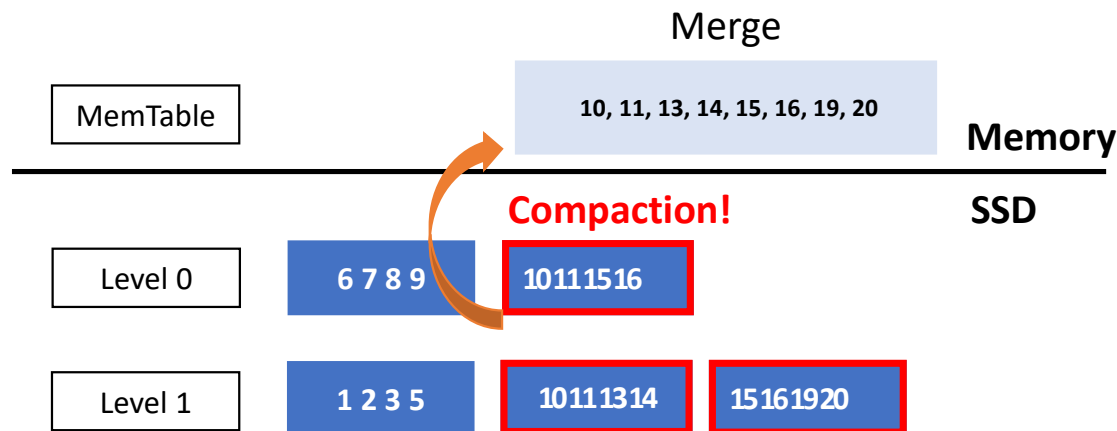 Merge
MemTable
10, 11, 13, 14, 15, 16, 19, 20
Memory
Compaction!
SSD
Level 0
6 7 8 9
10111516
Level 1
1 2 3 5
10111314
15161920